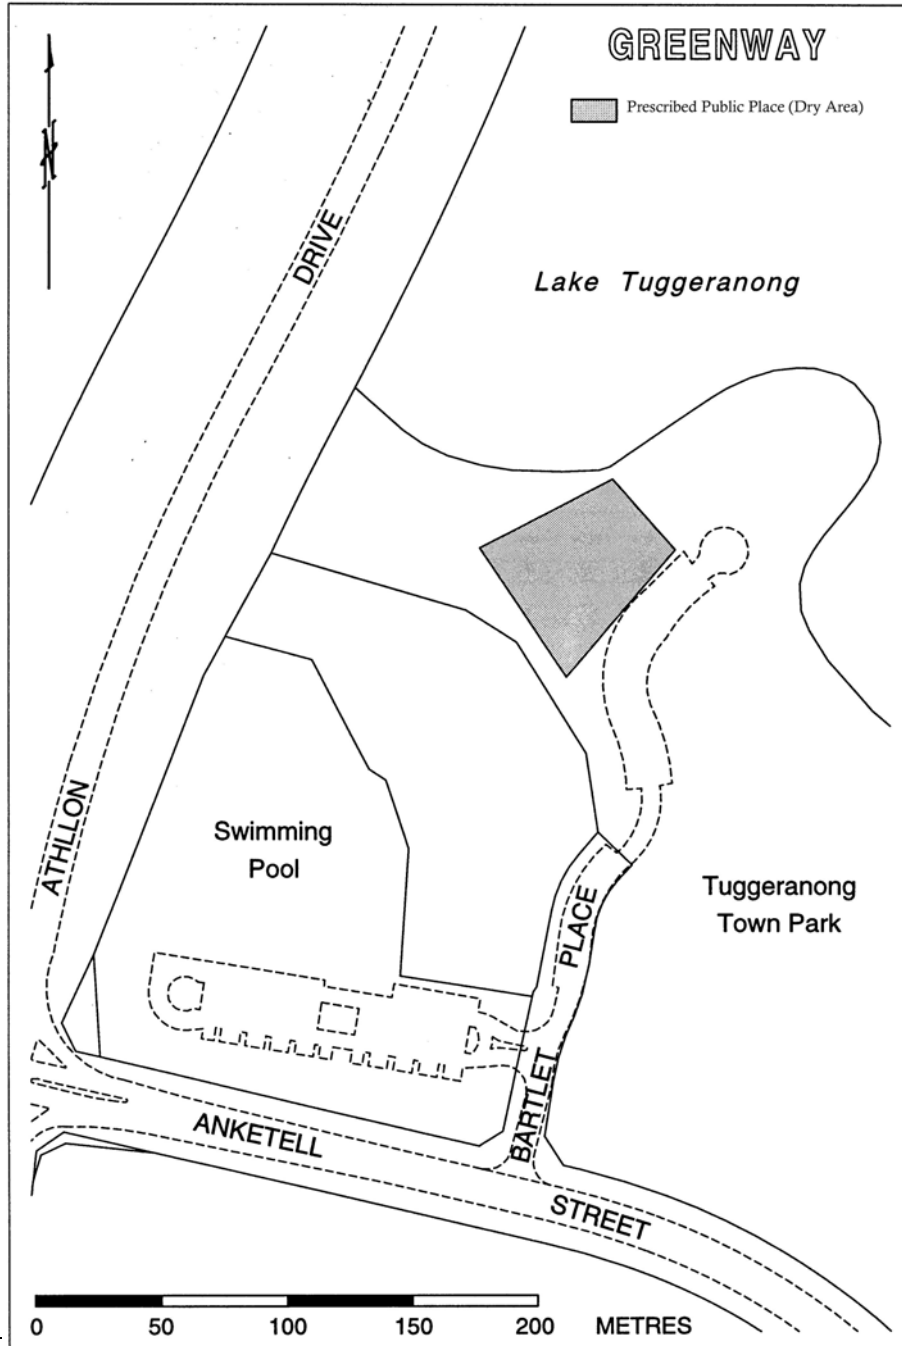 GREENWAY
Prescribed Public Place (Dry Area)
N
DRIVE
Lake Tuggeranong
ATHLLON
Swimming
Pool
Tuggeranong
Town Park
PLACE
BARTLET
ANKETELL
STREET
0 50 100 150 200 METRES